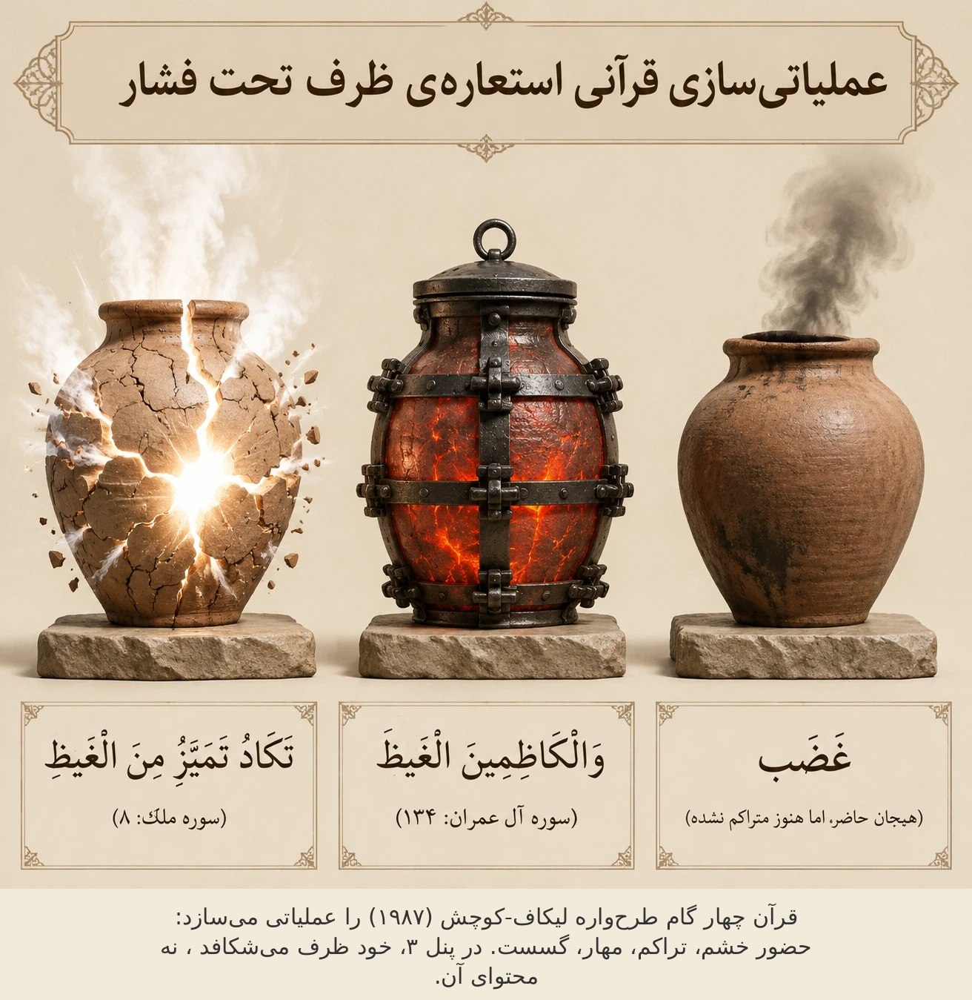 عملیاتی‌سازی قرآنی استعاره‌ی ظرف تحت فشار
غَضَب
(هیجان حاضر، اما هنوز متراکم نشده)
وَالْكَاظِمِينَ الْغَيظَ
(سوره آل عمران: ۱۳۴)
تَكَادُ تَمَيَّزُ مِنَ الْغَيظِ
(سوره ملك: ۸)
قرآن چهار گام طرح‌واره لیکاف-کوچش (۱۹۸۷) را عملیاتی می‌سازد:
حضور خشم، تراکم، مهار، گسست. در پنل ۳، خود ظرف می‌شکافد ، نه
محتوای آن.